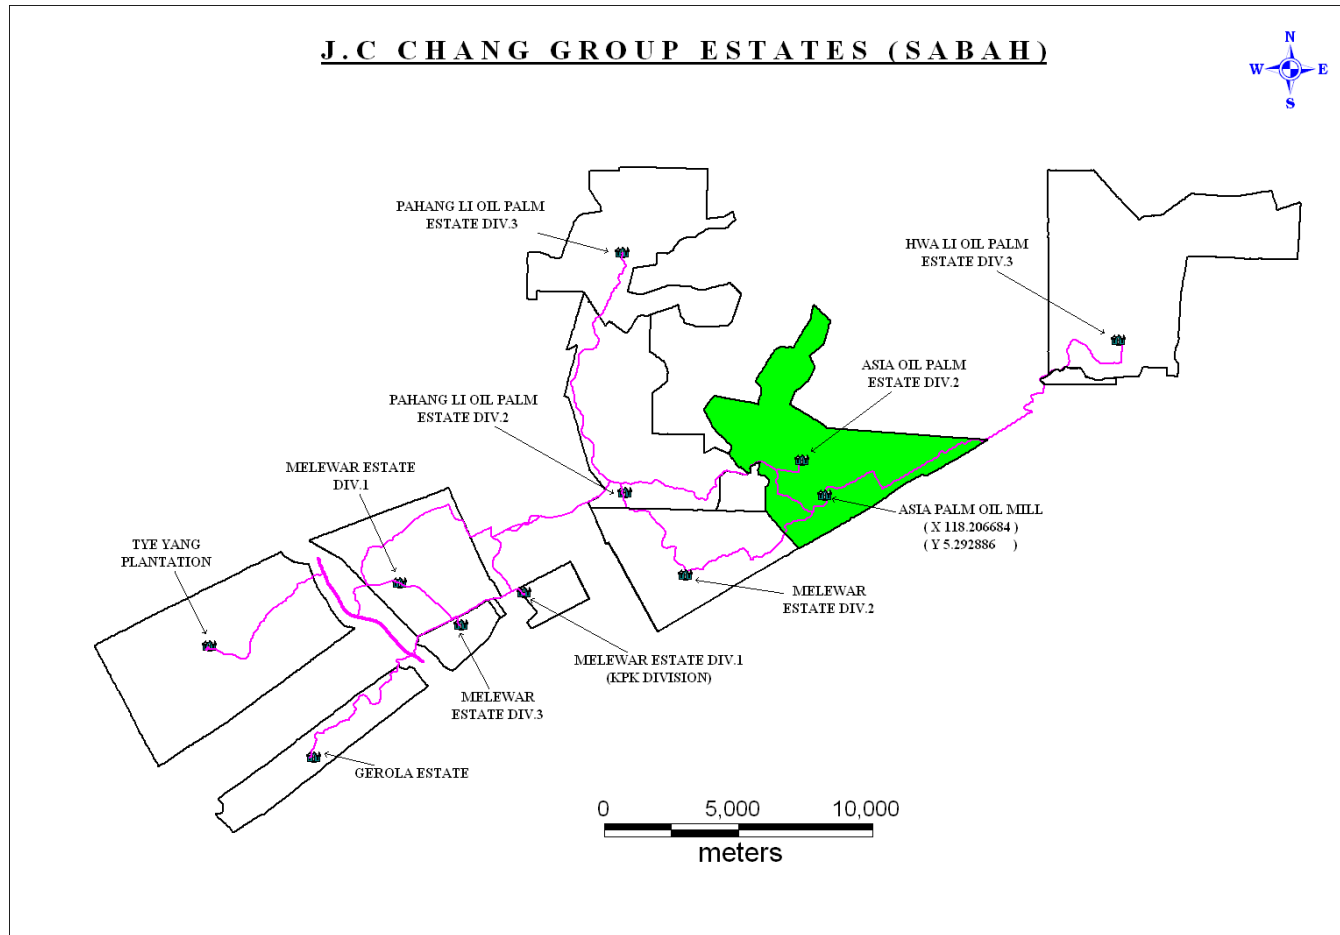 J.C CHANG GROUP ESTATES (SABAH)
N
W E
S
PAHANG LI OIL PALM
ESTATE DIV.3
HWA LI OIL PALM
ESTATE DIV.3
ASIA OIL PALM
ESTATE DIV.2
PAHANG LI OIL PALM
ESTATE DIV.2
MELEWAR ESTATE
DIV.1
ASIA PALM OIL MILL
( X 118.206684 )
( Y 5.292886 )
TYE YANG
PLANTATION
MELEWAR
ESTATE DIV.2
MELEWAR ESTATE DIV.1
(KPK DIVISION)
MELEWAR
ESTATE DIV.3
GEROLA ESTATE
0 5,000 10,000
meters